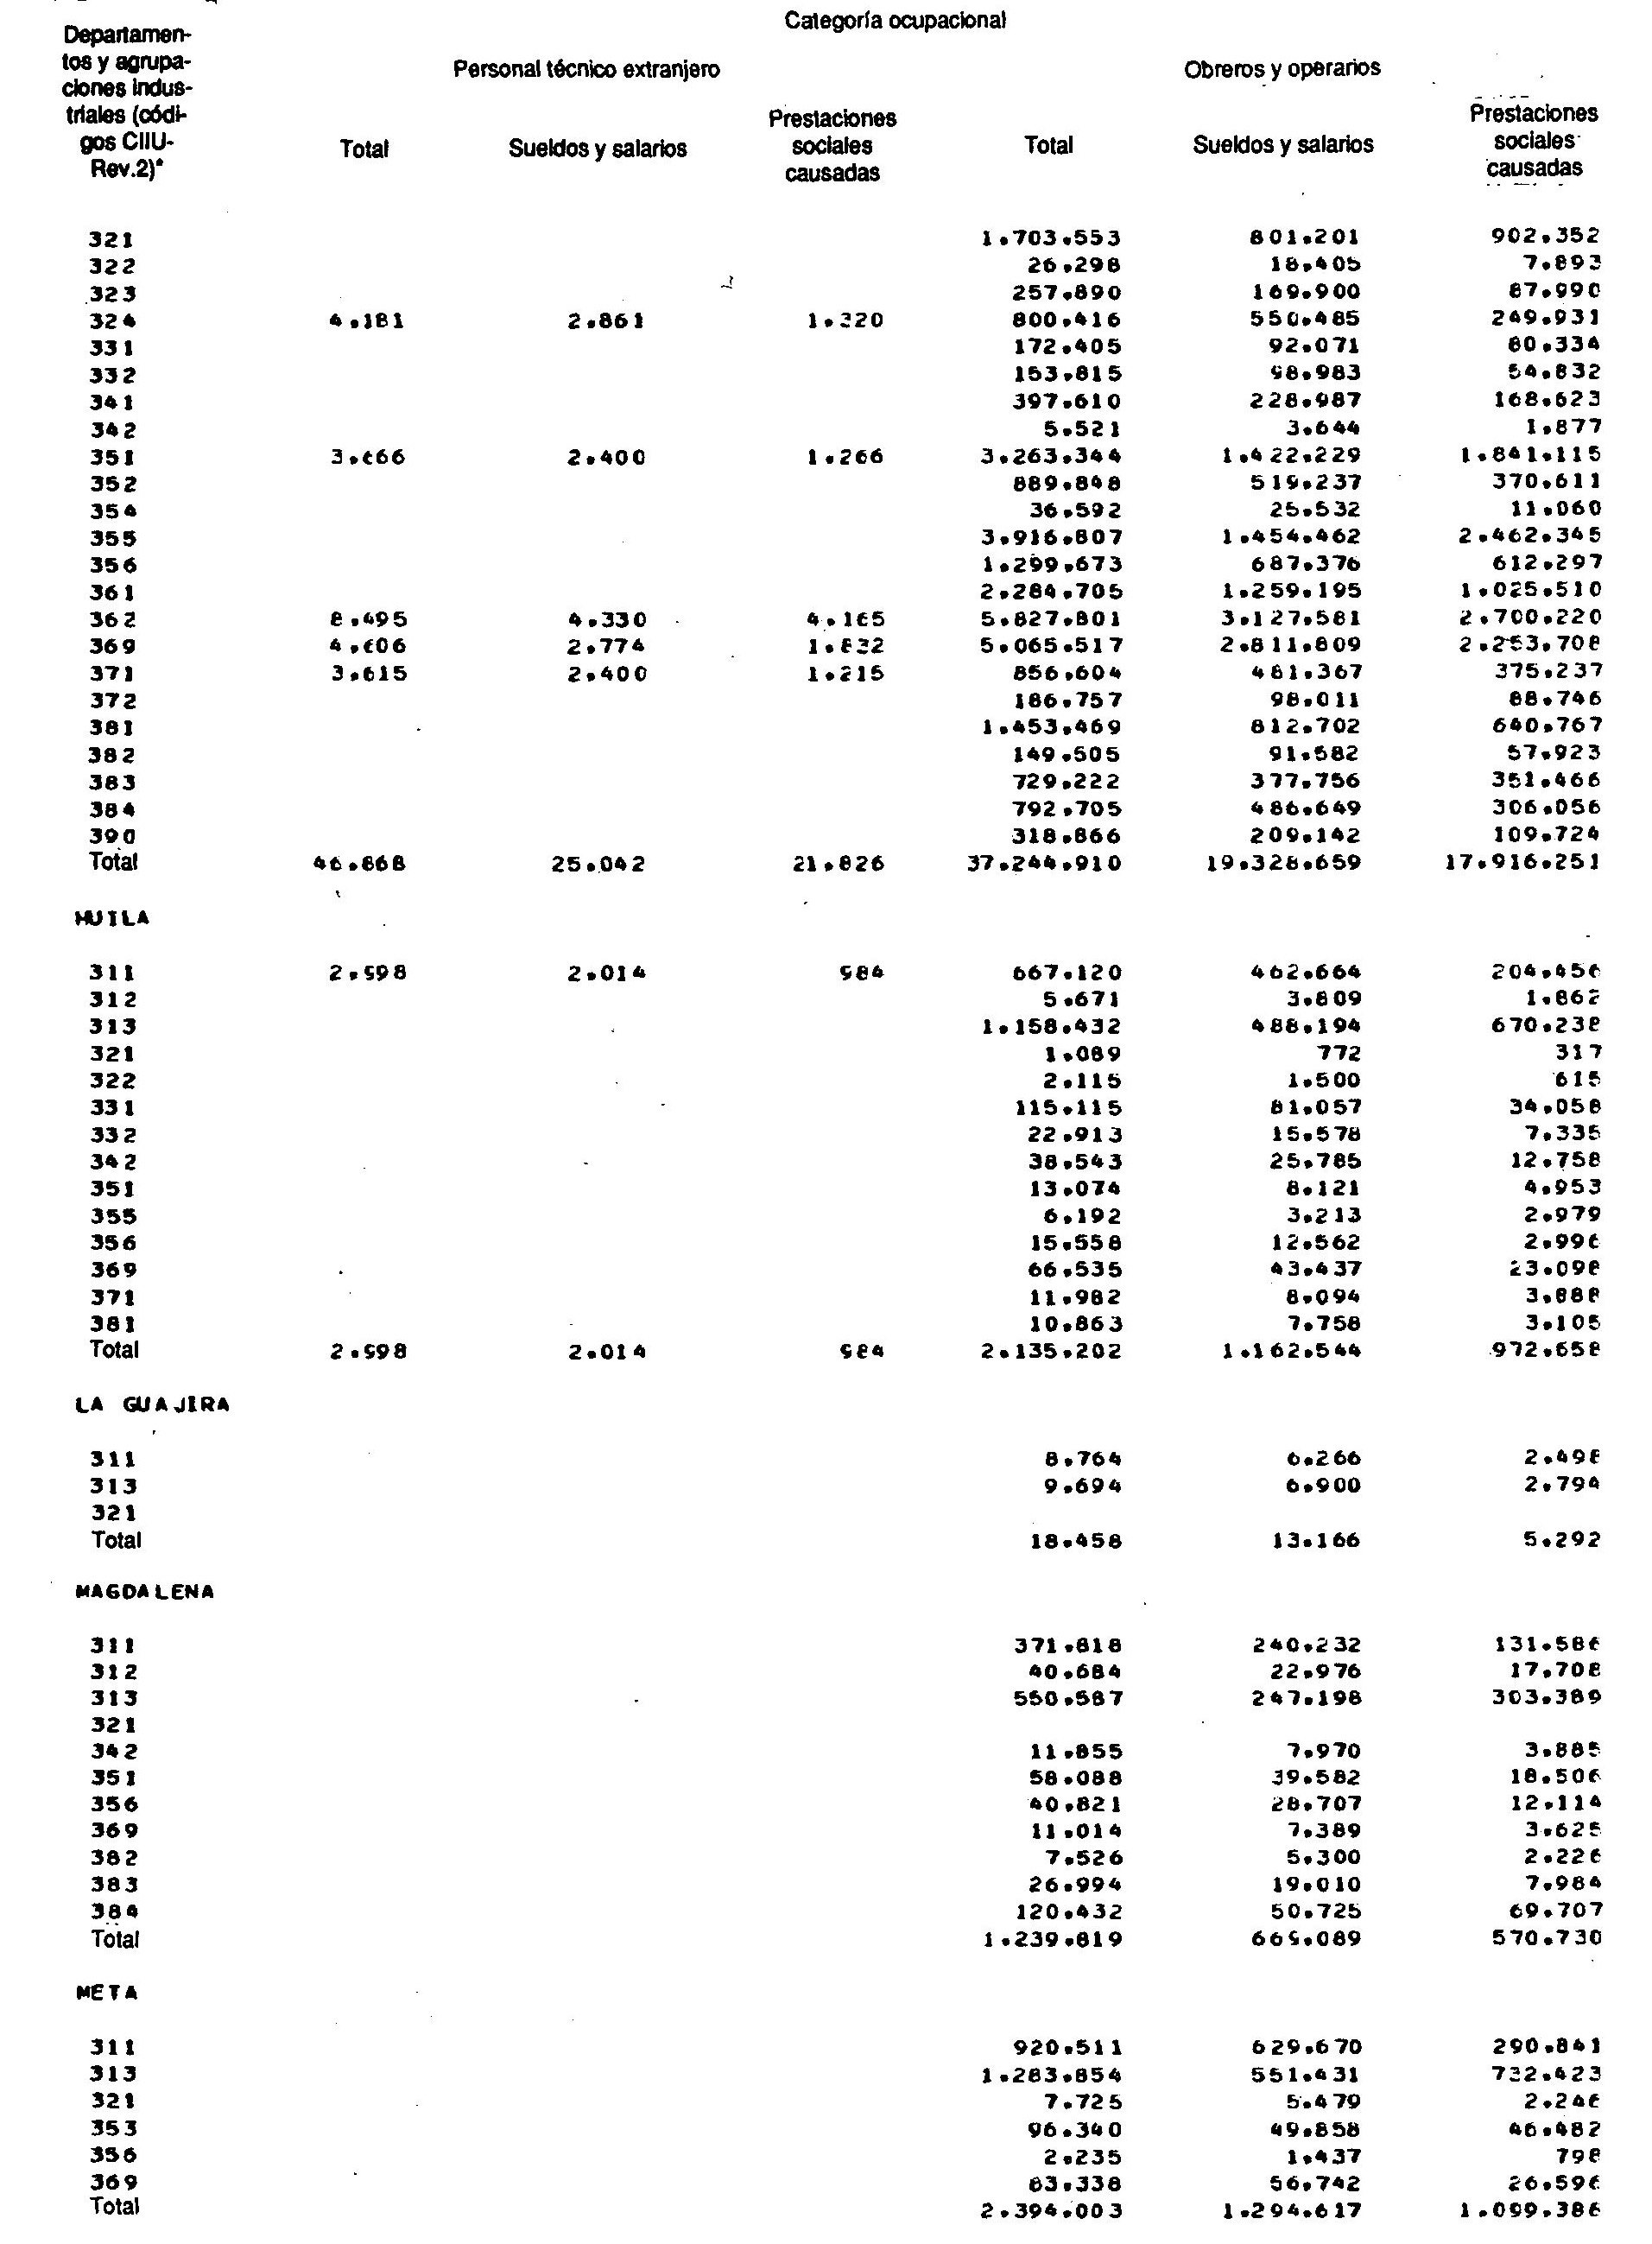 Categoría ocupacional
Departamen-
tos y agrupa-
ciones indus-
triales (códi-
gos CIIU-
Rev.2)*
Personal técnico extranjero
Obreros y operarios
Total Sueldos y salarios Prestaciones sociales causadas Total Sueldos y salarios Prestaciones sociales causadas
321 1.703.553 801.201 902.352
322 26.298 18.405 7.893
323 257.890 169.900 87.990
324 4.181 2.861 1.320 800.416 550.485 249.931
331 172.405 92.071 80.334
332 153.815 98.983 54.832
341 397.610 228.987 168.623
342 5.521 3.644 1.877
351 3.666 2.400 1.266 3.263.344 1.422.229 1.841.115
352 889.848 519.237 370.611
354 36.592 25.532 11.060
355 3.916.807 1.454.462 2.462.345
356 1.299.673 687.376 612.297
361 2.284.705 1.259.195 1.025.510
362 8.495 4.330 4.165 5.827.801 3.127.581 2.700.220
369 4.606 2.774 1.832 5.065.517 2.811.809 2.253.708
371 3.615 2.400 1.215 856.604 481.367 375.237
372 186.757 98.011 88.746
381 1.453.469 812.702 640.767
382 149.505 91.582 57.923
383 729.222 377.756 351.466
384 792.705 486.649 306.056
390 318.866 209.142 109.724
Total 46.868 25.042 21.826 37.244.910 19.328.659 17.916.251
HUILA
311 2.998 2.014 984 667.120 462.664 204.456
312 5.671 3.809 1.862
313 1.158.432 488.194 670.238
321 1.089 772 317
322 2.115 1.500 615
331 115.115 81.057 34.058
332 22.913 15.578 7.335
342 38.543 25.785 12.758
351 13.074 8.121 4.953
355 6.192 3.213 2.979
356 15.558 12.562 2.996
369 66.535 43.437 23.098
371 11.982 8.094 3.888
381 10.863 7.758 3.105
Total 2.998 2.014 984 2.135.202 1.162.544 972.658
LA GUAJIRA
311 8.764 6.266 2.498
313 9.694 6.900 2.794
321
Total 18.458 13.166 5.292
MAGDALENA
311 371.818 240.232 131.586
312 40.684 22.976 17.708
313 550.587 247.198 303.389
321
342 11.855 7.970 3.885
351 58.088 39.582 18.506
356 40.821 28.707 12.114
369 11.014 7.389 3.625
382 7.526 5.300 2.226
383 26.994 19.010 7.984
384 120.432 50.725 69.707
Total 1.239.819 669.089 570.730
META
311 920.511 629.670 290.841
313 1.283.854 551.431 732.423
321 7.725 5.479 2.246
353 96.340 49.858 46.482
356 2.235 1.437 798
369 83.338 56.742 26.596
Total 2.394.003 1.294.617 1.099.386